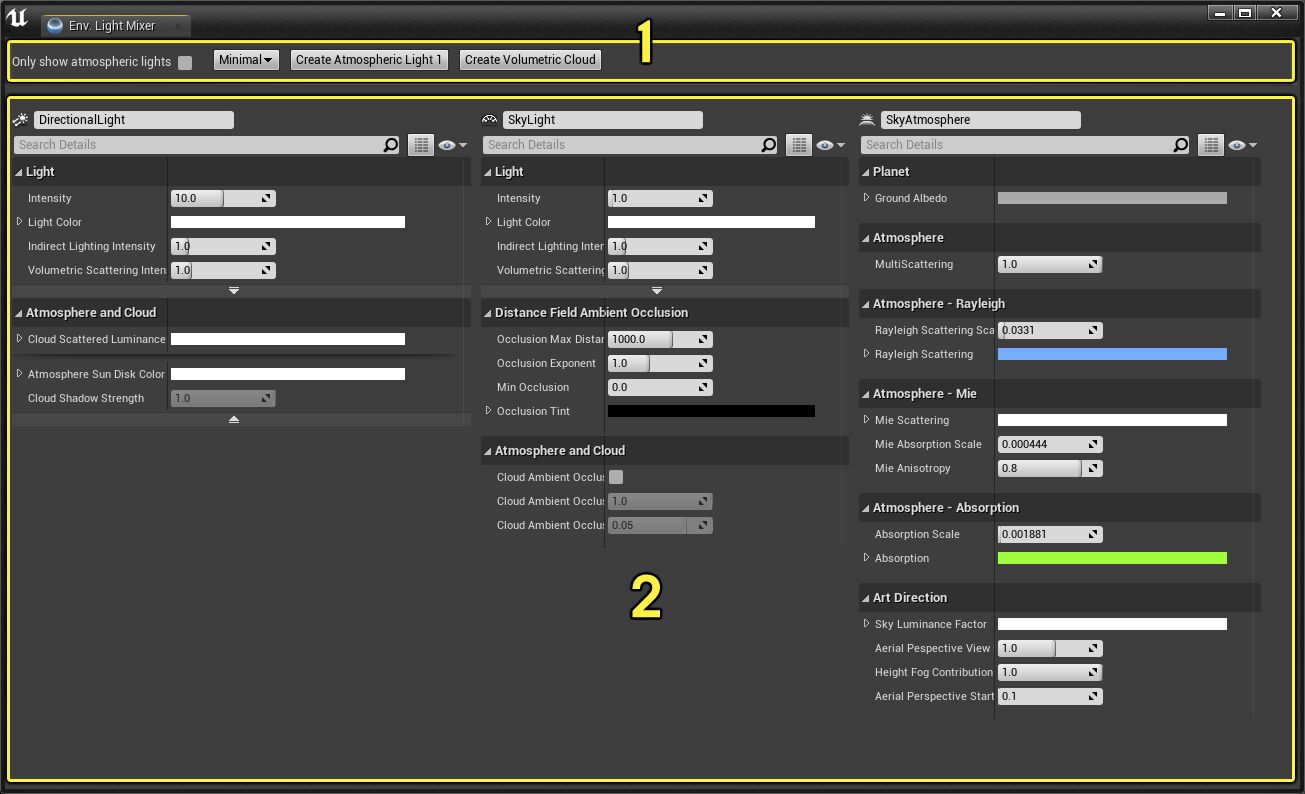 Env. Light Mixer
1
Only show atmospheric lights Minimal Create Atmospheric Light 1 Create Volumetric Cloud
DirectionalLight
Search Details
Light
Intensity 10.0
Light Color
Indirect Lighting Intensity 1.0
Volumetric Scattering Inten 1.0
Atmosphere and Cloud
Cloud Scattered Luminance
Atmosphere Sun Disk Color
Cloud Shadow Strength 1.0
SkyLight
Search Details
Light
Intensity 1.0
Light Color
Indirect Lighting Inter 1.0
Volumetric Scattering 1.0
Distance Field Ambient Occlusion
Occlusion Max Distar 1000.0
Occlusion Exponent 1.0
Min Occlusion 0.0
Occlusion Tint
Atmosphere and Cloud
Cloud Ambient Occlus
Cloud Ambient Occlus 1.0
Cloud Ambient Occlus 0.05
2
SkyAtmosphere
Search Details
Planet
Ground Albedo
Atmosphere
MultiScattering 1.0
Atmosphere - Rayleigh
Rayleigh Scattering Sca 0.0331
Rayleigh Scattering
Atmosphere - Mie
Mie Scattering
Mie Absorption Scale 0.000444
Mie Anisotropy 0.8
Atmosphere - Absorption
Absorption Scale 0.001881
Absorption
Art Direction
Sky Luminance Factor
Aerial Pespective View 1.0
Height Fog Contribution 1.0
Aerial Perspective Start 0.1